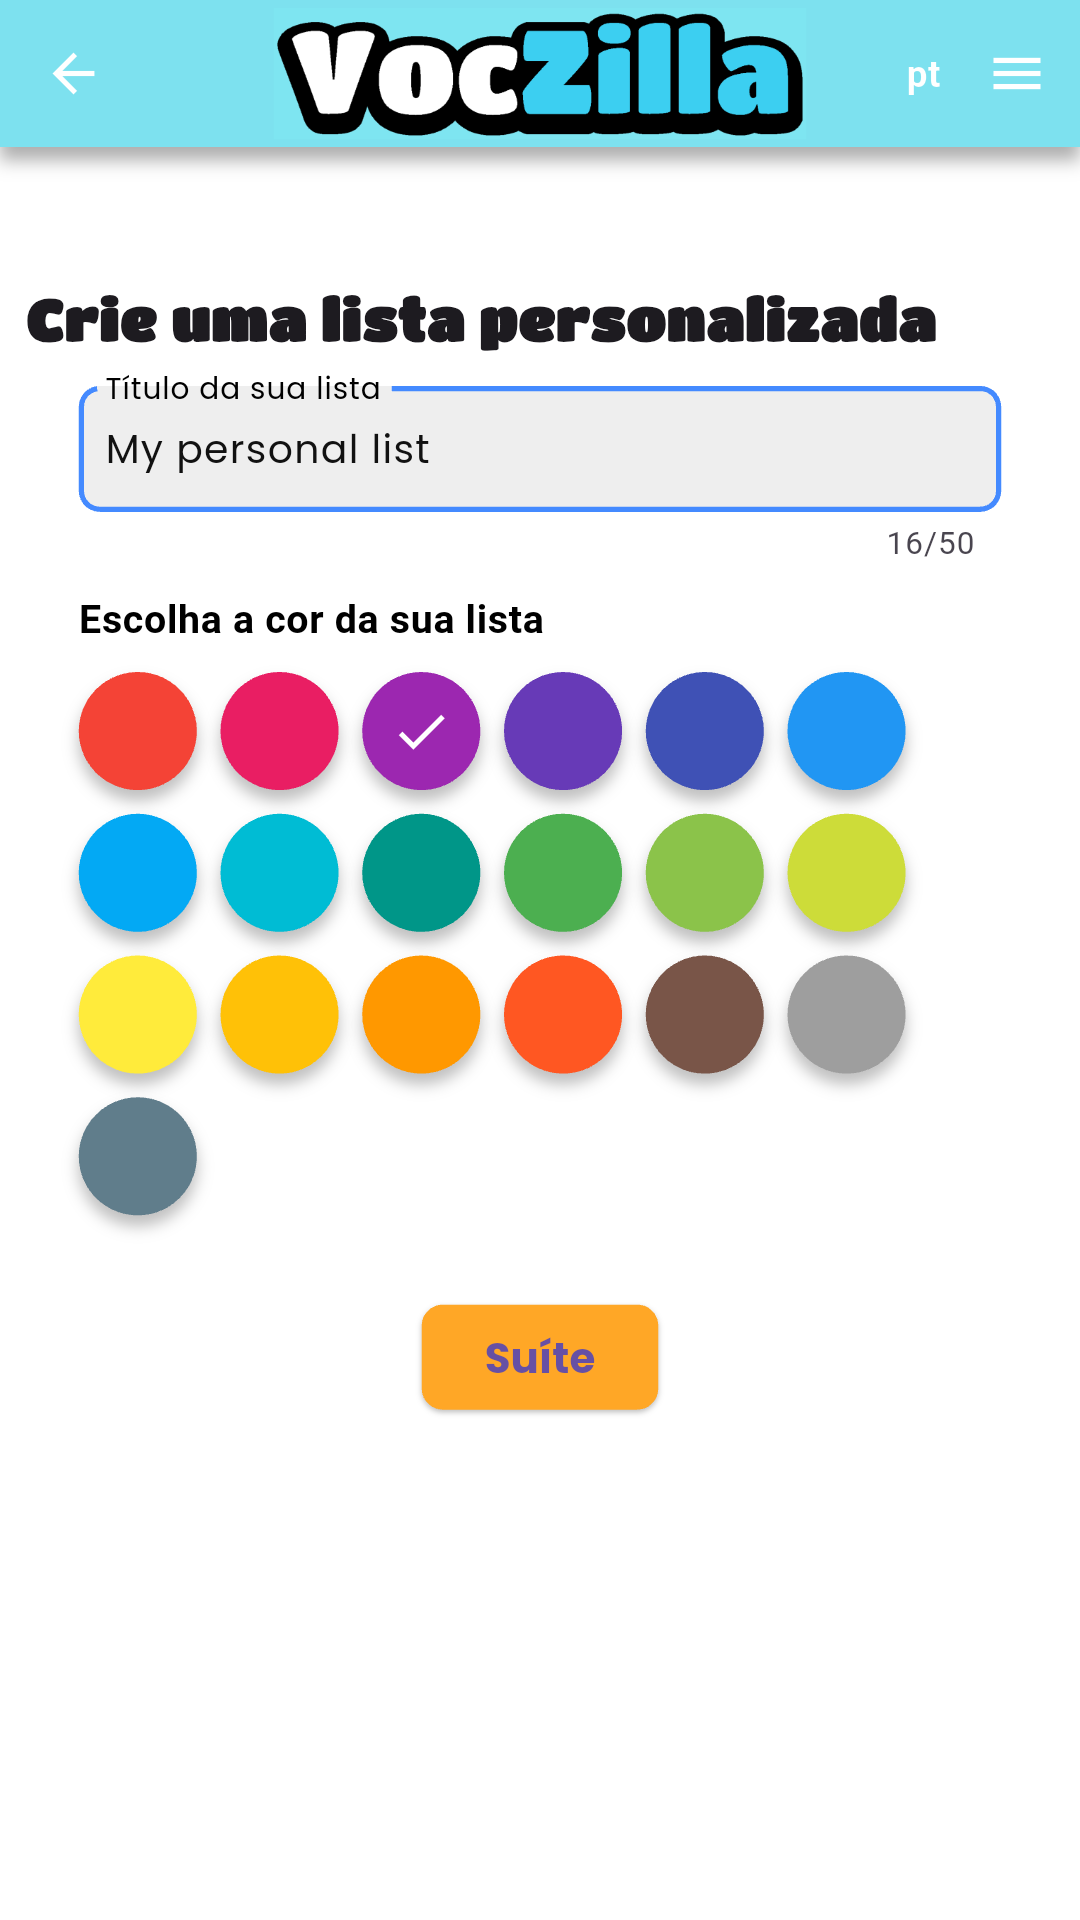 VocZilla
pt
Crie uma lista personalizada
Título da sua lista
My personal list
16/50
Escolha a cor da sua lista
Suíte